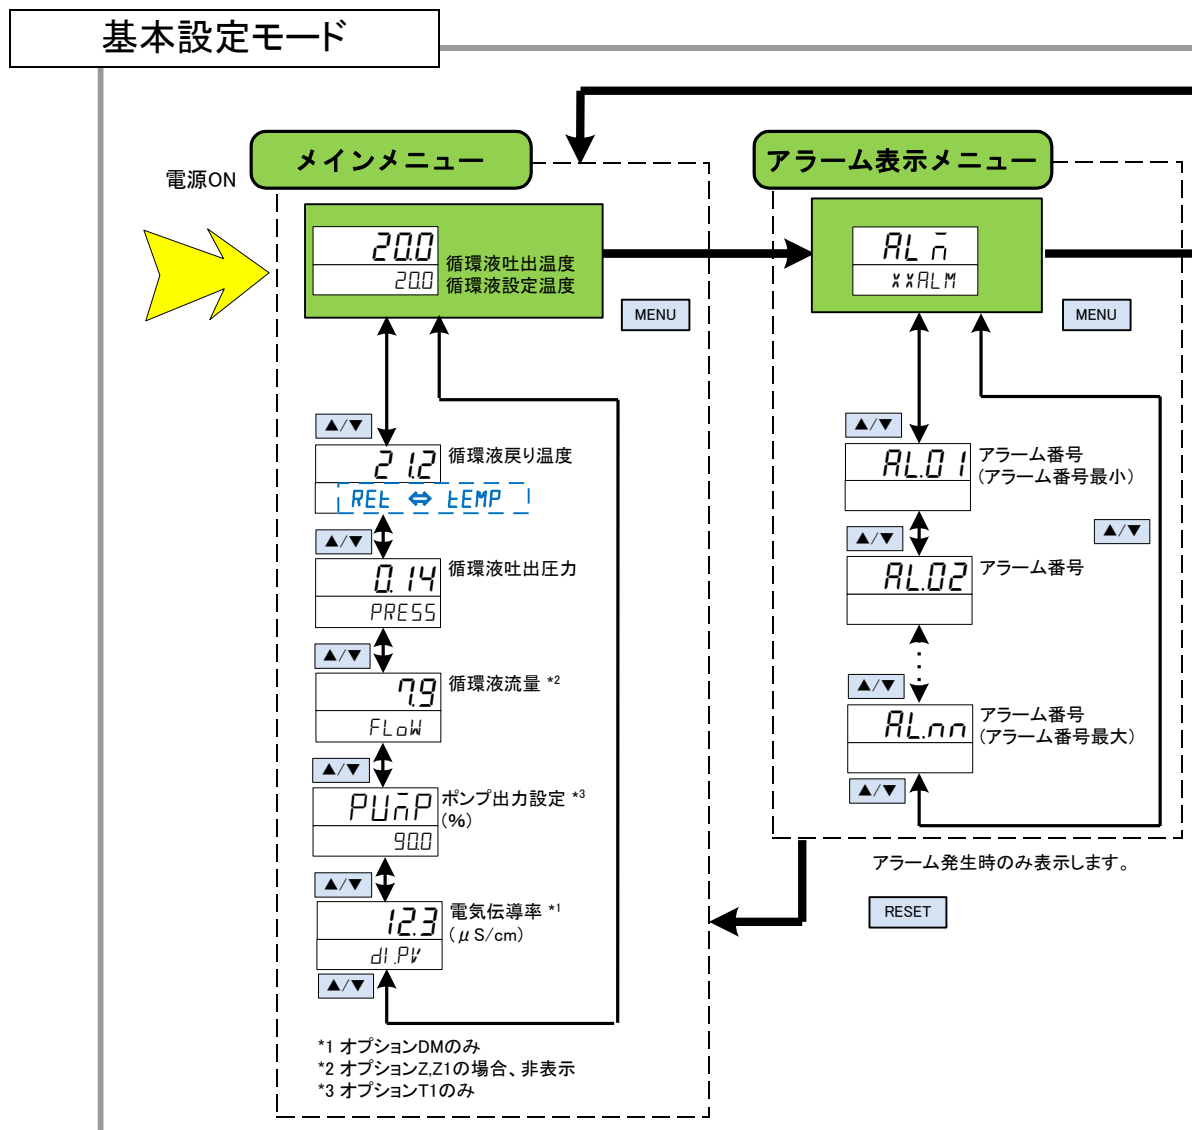 基本設定モード
メインメニュー
電源ON
20.0
20.0
循環液吐出温度
循環液設定温度
MENU
▲/▼
21.2
循環液戻り温度
REt ⇔ tEMP
▲/▼
0.14
循環液吐出圧力
PRESS
▲/▼
7.9
循環液流量 *2
FLoW
▲/▼
PUm̄P
ポンプ出力設定 *3
(%)
90.0
▲/▼
12.3
電気伝導率 *1
(μS/cm)
dI.PV
▲/▼
*1 オプションDMのみ
*2 オプションZ,Z1の場合、非表示
*3 オプションT1のみ
アラーム表示メニュー
AL n̄
XXALM
MENU
▲/▼
AL.01
アラーム番号
(アラーム番号最小)
▲/▼
▲/▼
AL.02
アラーム番号
▲/▼
AL.nn
アラーム番号
(アラーム番号最大)
▲/▼
アラーム発生時のみ表示します。
RESET